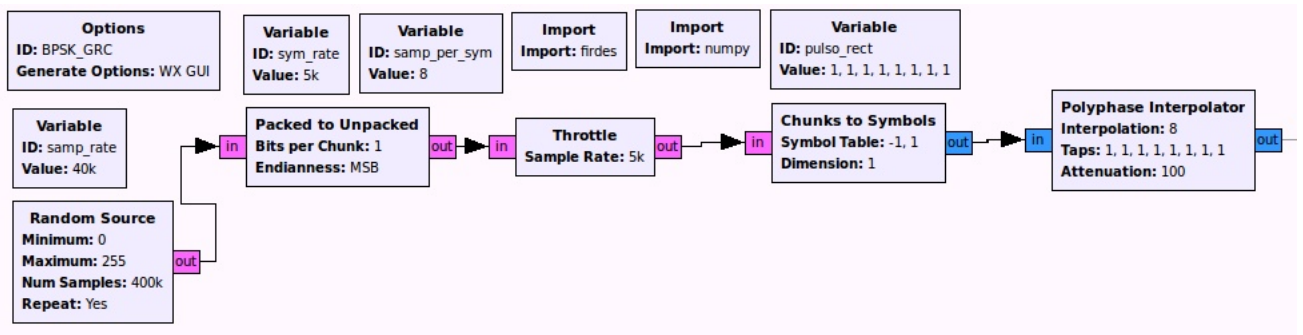 Options
ID: BPSK_GRC
Generate Options: WX GUI
Variable
ID: sym_rate
Value: 5k
Variable
ID: samp_per_sym
Value: 8
Import
Import: firdes
Import
Import: numpy
Variable
ID: pulso_rect
Value: 1, 1, 1, 1, 1, 1, 1, 1
Variable
ID: samp_rate
Value: 40k
Random Source
Minimum: 0
Maximum: 255
Num Samples: 400k
Repeat: Yes
out
in
Packed to Unpacked
Bits per Chunk: 1
Endianness: MSB
out
in
Throttle
Sample Rate: 5k
out
in
Chunks to Symbols
Symbol Table: -1, 1
Dimension: 1
out
in
Polyphase Interpolator
Interpolation: 8
Taps: 1, 1, 1, 1, 1, 1, 1, 1
Attenuation: 100
out